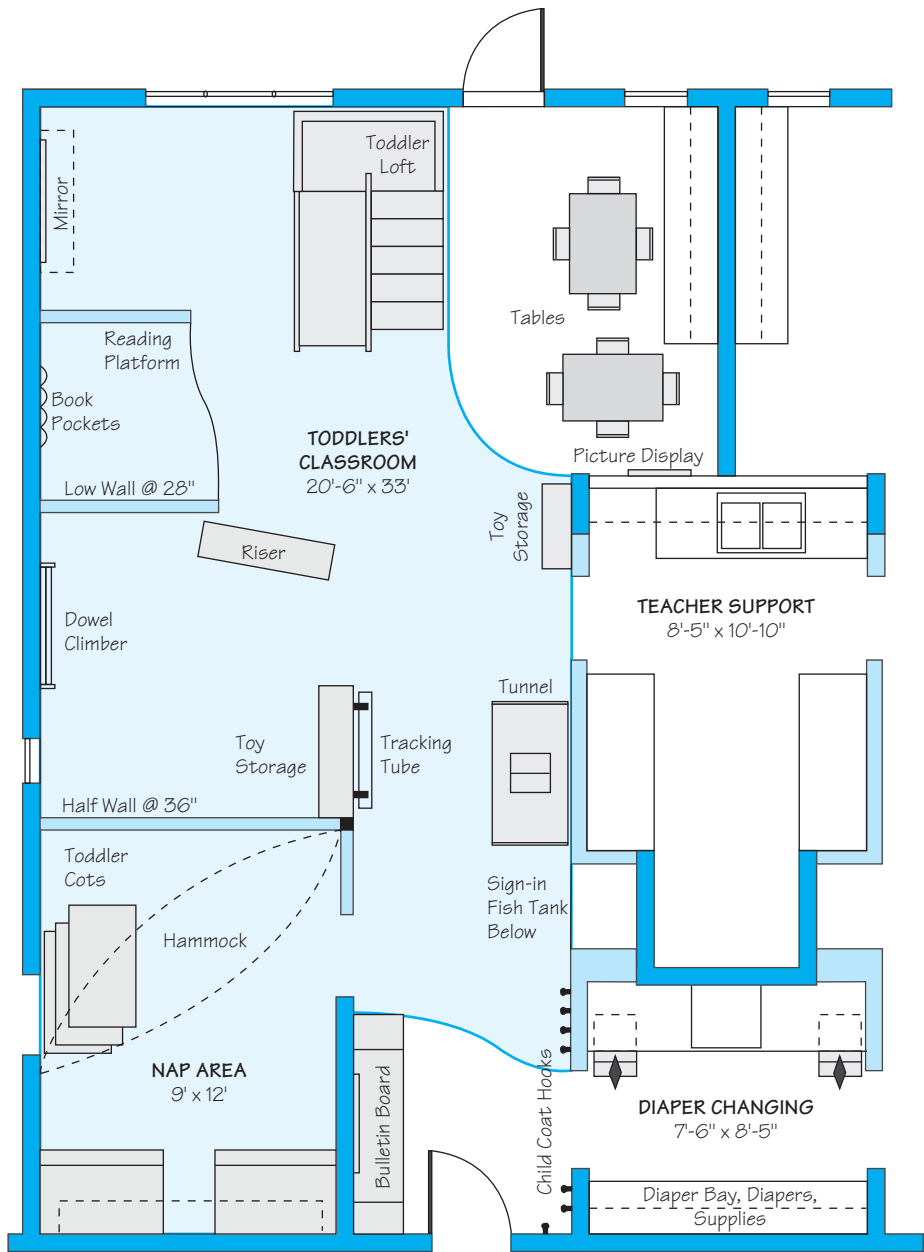 Toddler
Loft
Mirror
Tables
Reading
Platform
Book
Pockets
TODDLERS'
CLASSROOM
20'-6" x 33'
Picture Display
Low Wall @ 28"
Toy
Storage
Riser
TEACHER SUPPORT
8'-5" x 10'-10"
Dowel
Climber
Tunnel
Toy
Storage
Tracking
Tube
Half Wall @ 36"
Toddler
Cots
Sign-in
Fish Tank
Below
Hammock
NAP AREA
9' x 12'
Bulletin Board
Child Coat Hooks
DIAPER CHANGING
7'-6" x 8'-5"
Diaper Bay, Diapers,
Supplies